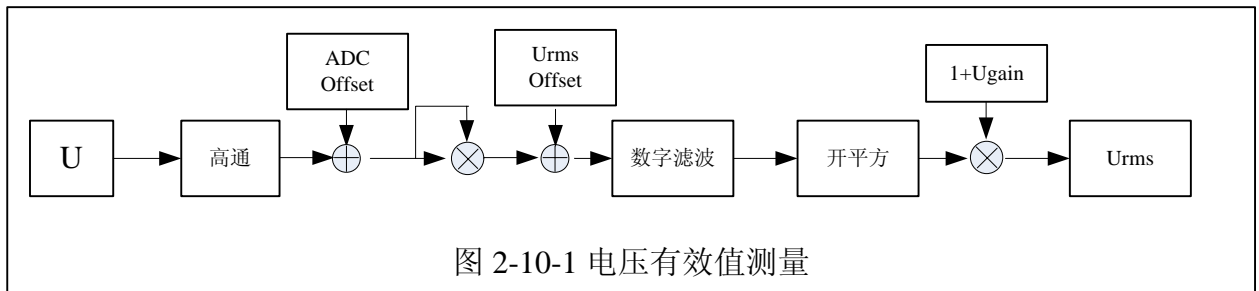 ADC
Offset
Urms
Offset
1+Ugain
U
高通
数字滤波
开平方
Urms
图 2-10-1 电压有效值测量